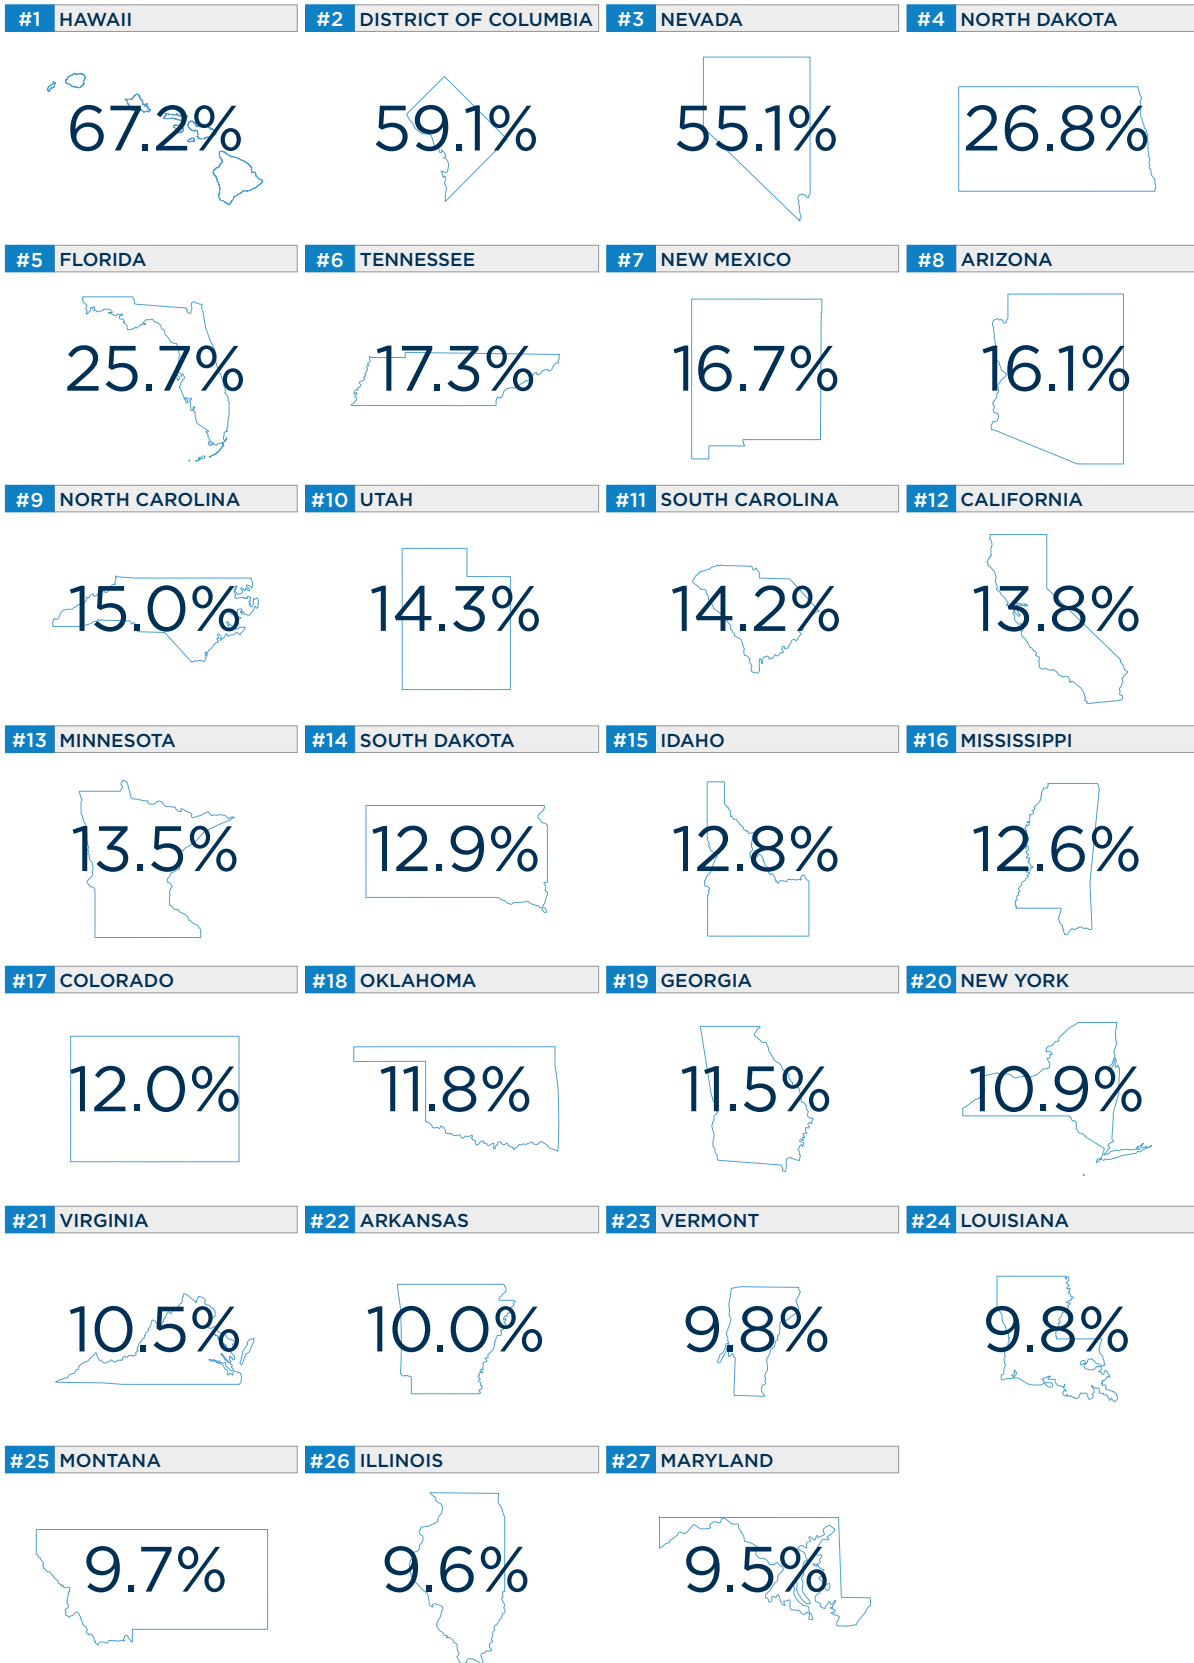 #1 HAWAII
67.2%
#2 DISTRICT OF COLUMBIA
59.1%
#3 NEVADA
55.1%
#4 NORTH DAKOTA
26.8%
#5 FLORIDA
25.7%
#6 TENNESSEE
17.3%
#7 NEW MEXICO
16.7%
#8 ARIZONA
16.1%
#9 NORTH CAROLINA
15.0%
#10 UTAH
14.3%
#11 SOUTH CAROLINA
14.2%
#12 CALIFORNIA
13.8%
#13 MINNESOTA
13.5%
#14 SOUTH DAKOTA
12.9%
#15 IDAHO
12.8%
#16 MISSISSIPPI
12.6%
#17 COLORADO
12.0%
#18 OKLAHOMA
11.8%
#19 GEORGIA
11.5%
#20 NEW YORK
10.9%
#21 VIRGINIA
10.5%
#22 ARKANSAS
10.0%
#23 VERMONT
9.8%
#24 LOUISIANA
9.8%
#25 MONTANA
9.7%
#26 ILLINOIS
9.6%
#27 MARYLAND
9.5%